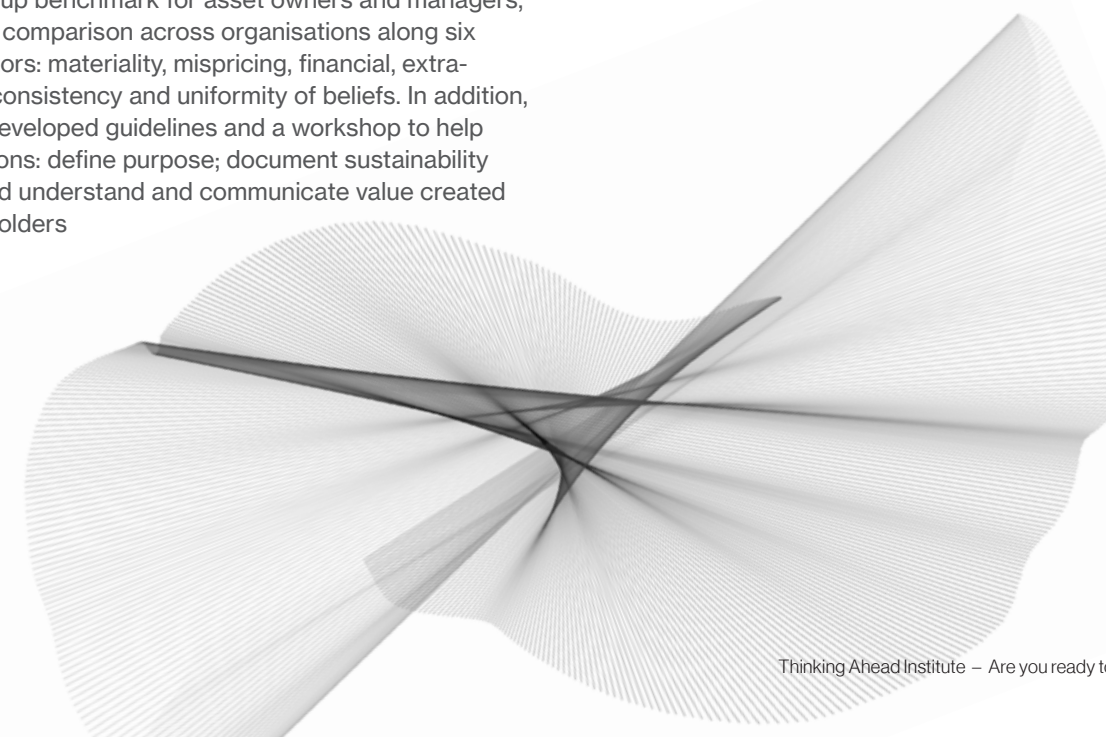 up benchmark for asset owners and managers,
comparison across organisations along six
ors: materiality, mispricing, financial, extra-
consistency and uniformity of beliefs. In addition,
eveloped guidelines and a workshop to help
ons: define purpose; document sustainability
d understand and communicate value created
olders
Thinking Ahead Institute – Are you ready to